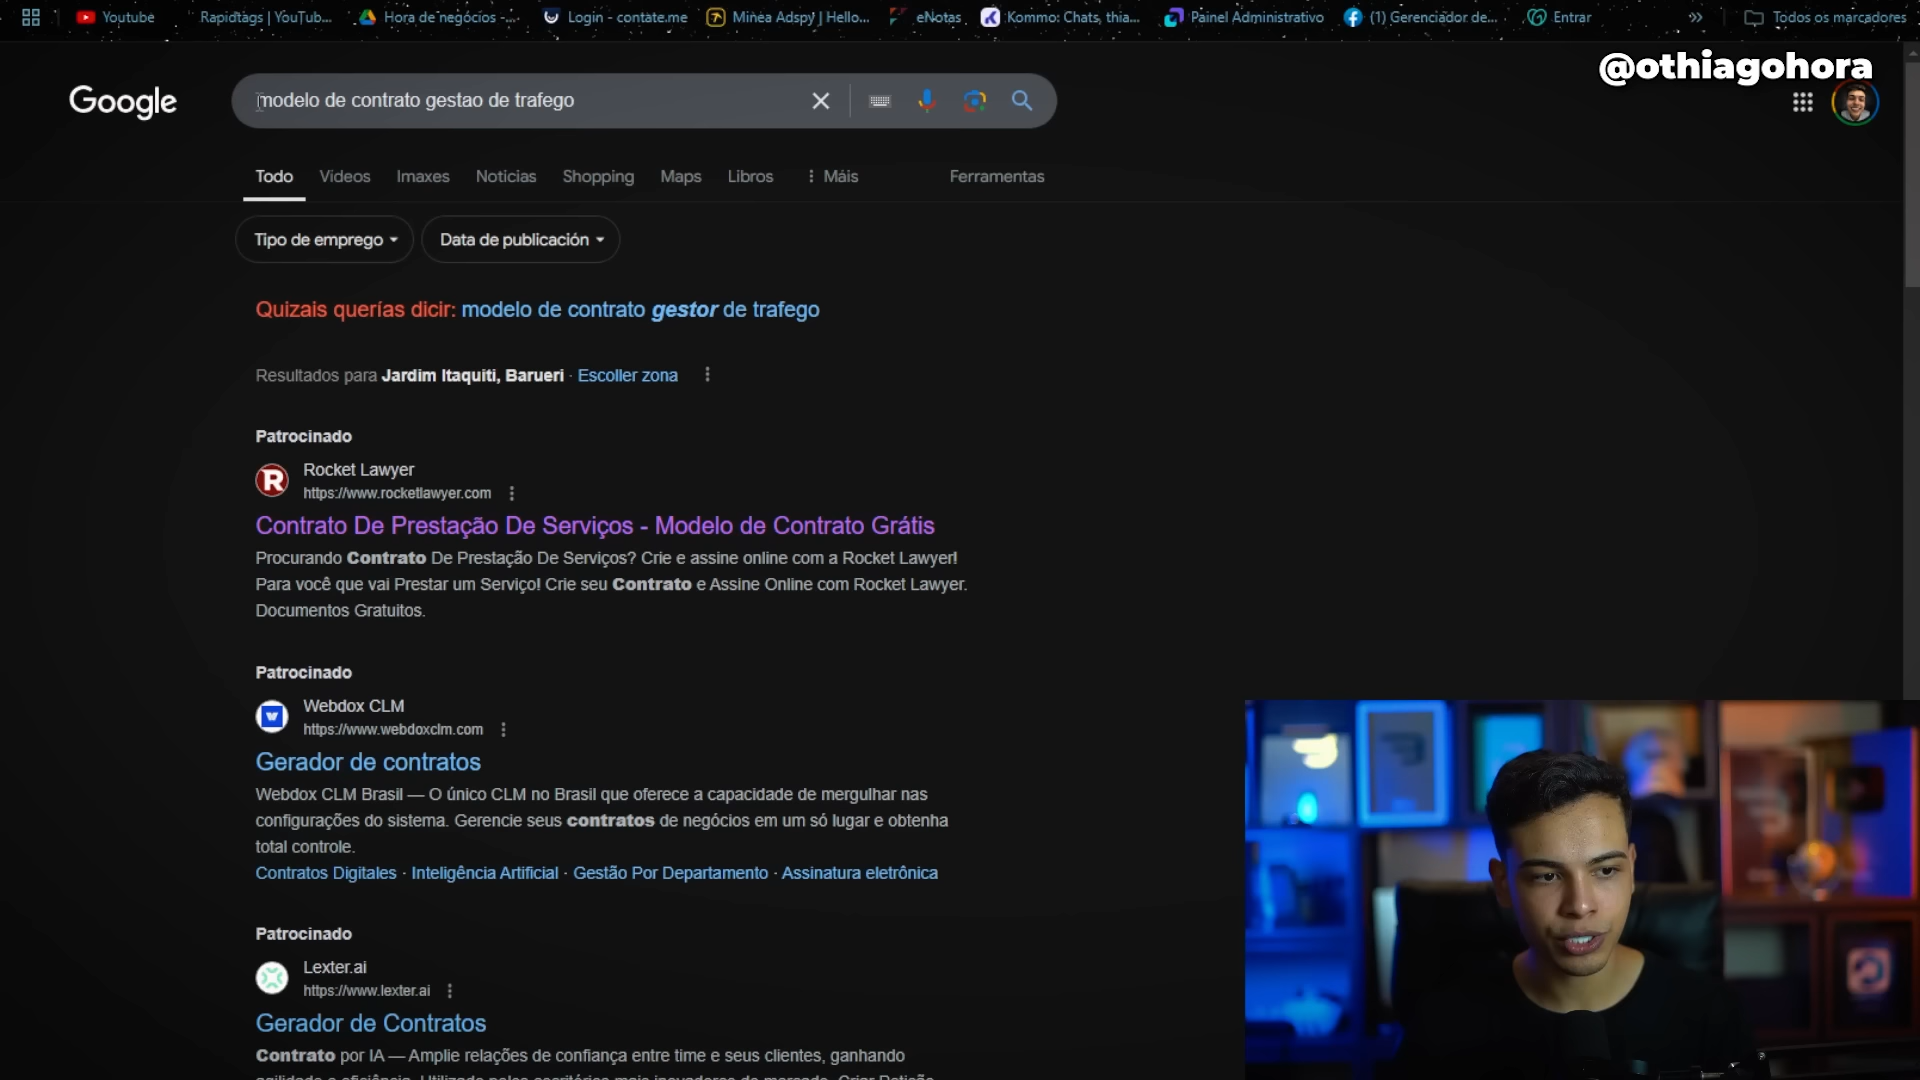 Youtube
Rapidtags | YouTub...
Hora de negócios -...
Login - contate.me
Minea Adspy | Hello...
eNotas
Kommo: Chats, thia...
Painel Administrativo
(1) Gerenciador de...
Entrar
Todos os marcadores
@othiagohora
Google
modelo de contrato gestao de trafego
Todo Vídeos Imaxes Noticias Shopping Maps Libros Máis Ferramentas
Tipo de emprego Data de publicación
Quizais querías dicir: modelo de contrato gestor de trafego
Resultados para Jardim Itaquiti, Barueri · Escoller zona
Patrocinado
Rocket Lawyer
https://www.rocketlawyer.com
Contrato De Prestação De Serviços - Modelo de Contrato Grátis
Procurando Contrato De Prestação De Serviços? Crie e assine online com a Rocket Lawyer!
Para você que vai Prestar um Serviço! Crie seu Contrato e Assine Online com Rocket Lawyer.
Documentos Gratuitos.
Patrocinado
Webdox CLM
https://www.webdoxclm.com
Gerador de contratos
Webdox CLM Brasil — O único CLM no Brasil que oferece a capacidade de mergulhar nas
configurações do sistema. Gerencie seus contratos de negócios em um só lugar e obtenha
total controle.
Contratos Digitales · Inteligência Artificial · Gestão Por Departamento · Assinatura eletrônica
Patrocinado
Lexter.ai
https://www.lexter.ai
Gerador de Contratos
Contrato por IA — Amplie relações de confiança entre time e seus clientes, ganhando